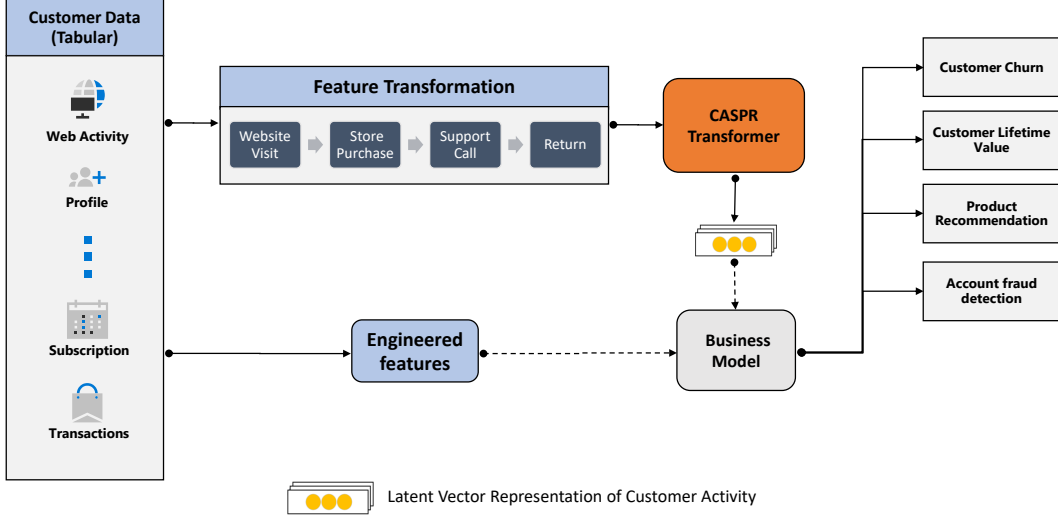 Customer Data
(Tabular)
Web Activity
Profile
Subscription
Transactions
Feature Transformation
Website
Visit
Store
Purchase
Support
Call
Return
CASPR
Transformer
Engineered
features
Business
Model
Customer Churn
Customer Lifetime
Value
Product
Recommendation
Account fraud
detection
Latent Vector Representation of Customer Activity